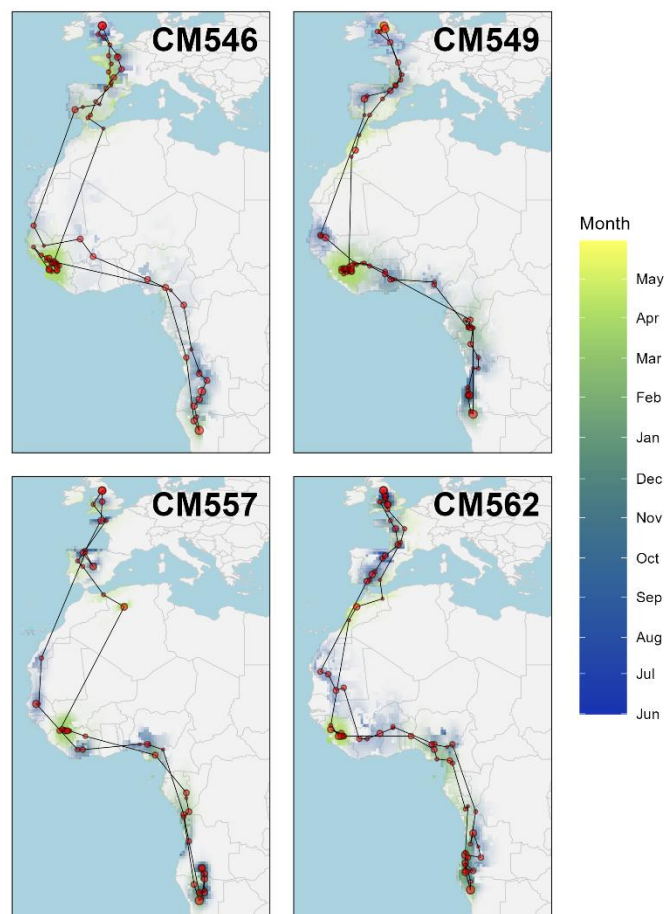 CM546
CM549
CM557
CM562
Month
May
Apr
Mar
Feb
Jan
Dec
Nov
Oct
Sep
Aug
Jul
Jun